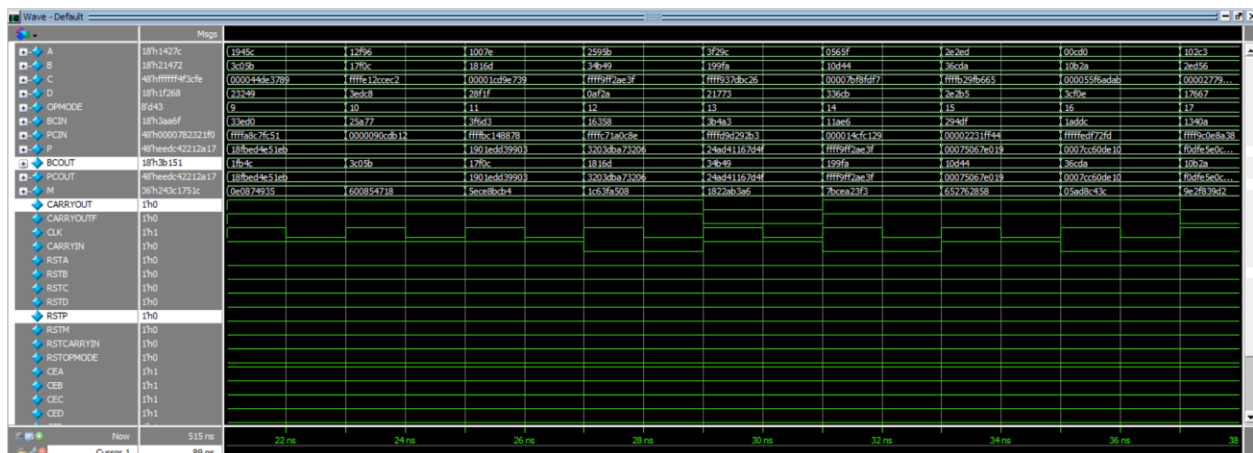 Wave - Default
Msgs
A 18'h1427c 1945c 12f96 1007e 2595b 3f29c 0565f 2e2ed 00cd0 102c3
B 18'h21472 3c05b 17f0c 1816d 34b49 199fa 10d44 36cda 10b2a 2ed56
C 48'hffffff4f3cfe 000044de3789 ffffe12ccec2 00001cd9e739 ffff9ff2ae3f ffff937dbc26 00007bf8fdf7 ffffb29fb665 000055f6adab 00002779...
D 18'h1f268 23249 3edc8 28f1f 0af2a 21773 336cb 2e2b5 3cf0e 17667
OPMODE 8'd43 9 10 11 12 13 14 15 16 17
BCIN 18'h3aa6f 33ed0 25a77 3f6d3 16358 3b4a3 11ae6 294df 1addc 1340a
PCIN 48'h0000782321f0 ffffa8c7fc51 0000090cdb12 ffffbc148878 ffffc71a0c8e ffffd9d292b3 000014cfc129 00002231ff44 fffffedf72fd ffff9c0e8a38
P 48'heedc42212a17 18fbed4e51eb 1901edd39903 3203dba73206 24ad41167d4f ffff9ff2ae3f 00075067e019 0007cc60de10 f0dfe5e0c...
BCOUT 18'h3b151 1fb4c 3c05b 17f0c 1816d 34b49 199fa 10d44 36cda 10b2a
PCOUT 48'heedc42212a17 18fbed4e51eb 1901edd39903 3203dba73206 24ad41167d4f ffff9ff2ae3f 00075067e019 0007cc60de10 f0dfe5e0c...
M 36'h243c1751c 0e0874935 600854718 5ece8bcb4 1c63fa508 1822ab3a6 7bcea23f3 652762858 05ad8c43c 9e2f839d2
CARRYOUT 1'h0
CARRYOUTF 1'h0
CLK 1'h1
CARRYIN 1'h0
RSTA 1'h0
RSTB 1'h0
RSTC 1'h0
RSTD 1'h0
RSTP 1'h0
RSTM 1'h0
RSTCARRYIN 1'h0
RSTOPMODE 1'h0
CEA 1'h1
CEB 1'h1
CEC 1'h1
CED 1'h1
Now 515 ns 22 ns 24 ns 26 ns 28 ns 30 ns 32 ns 34 ns 36 ns 38
Cursor 1 89 ns